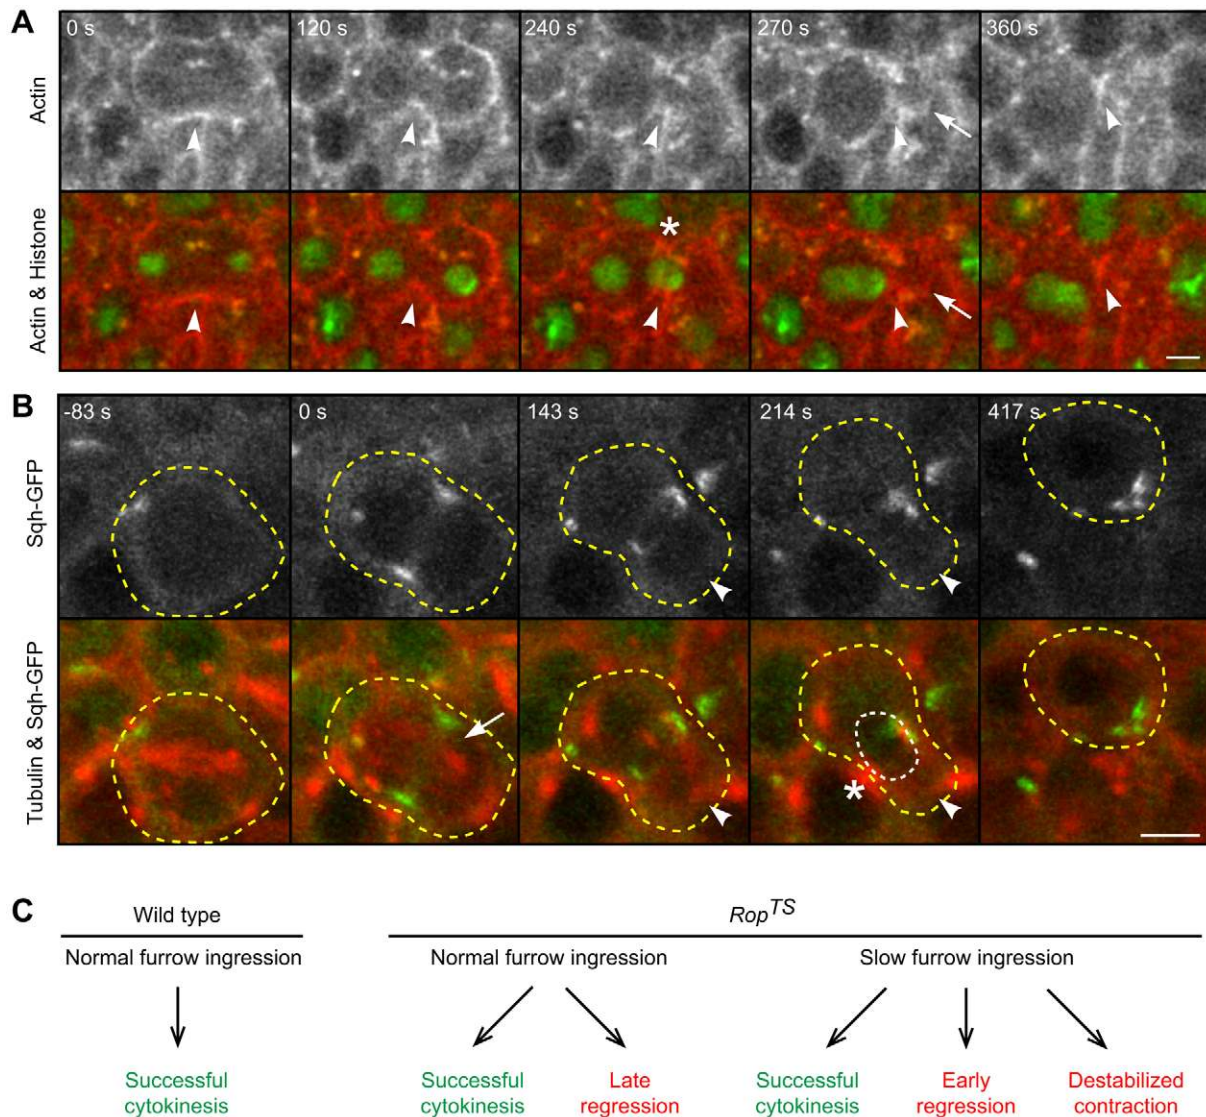 A
0 s
120 s
240 s
270 s
360 s
Actin
*
Actin & Histone
B
-83 s
0 s
143 s
214 s
417 s
Sqh-GFP
*
Tubulin & Sqh-GFP
C
Wild type
Rop^TS
Normal furrow ingression
Normal furrow ingression
Slow furrow ingression
Successful
cytokinesis
Successful
cytokinesis
Late
regression
Successful
cytokinesis
Early
regression
Destabilized
contraction